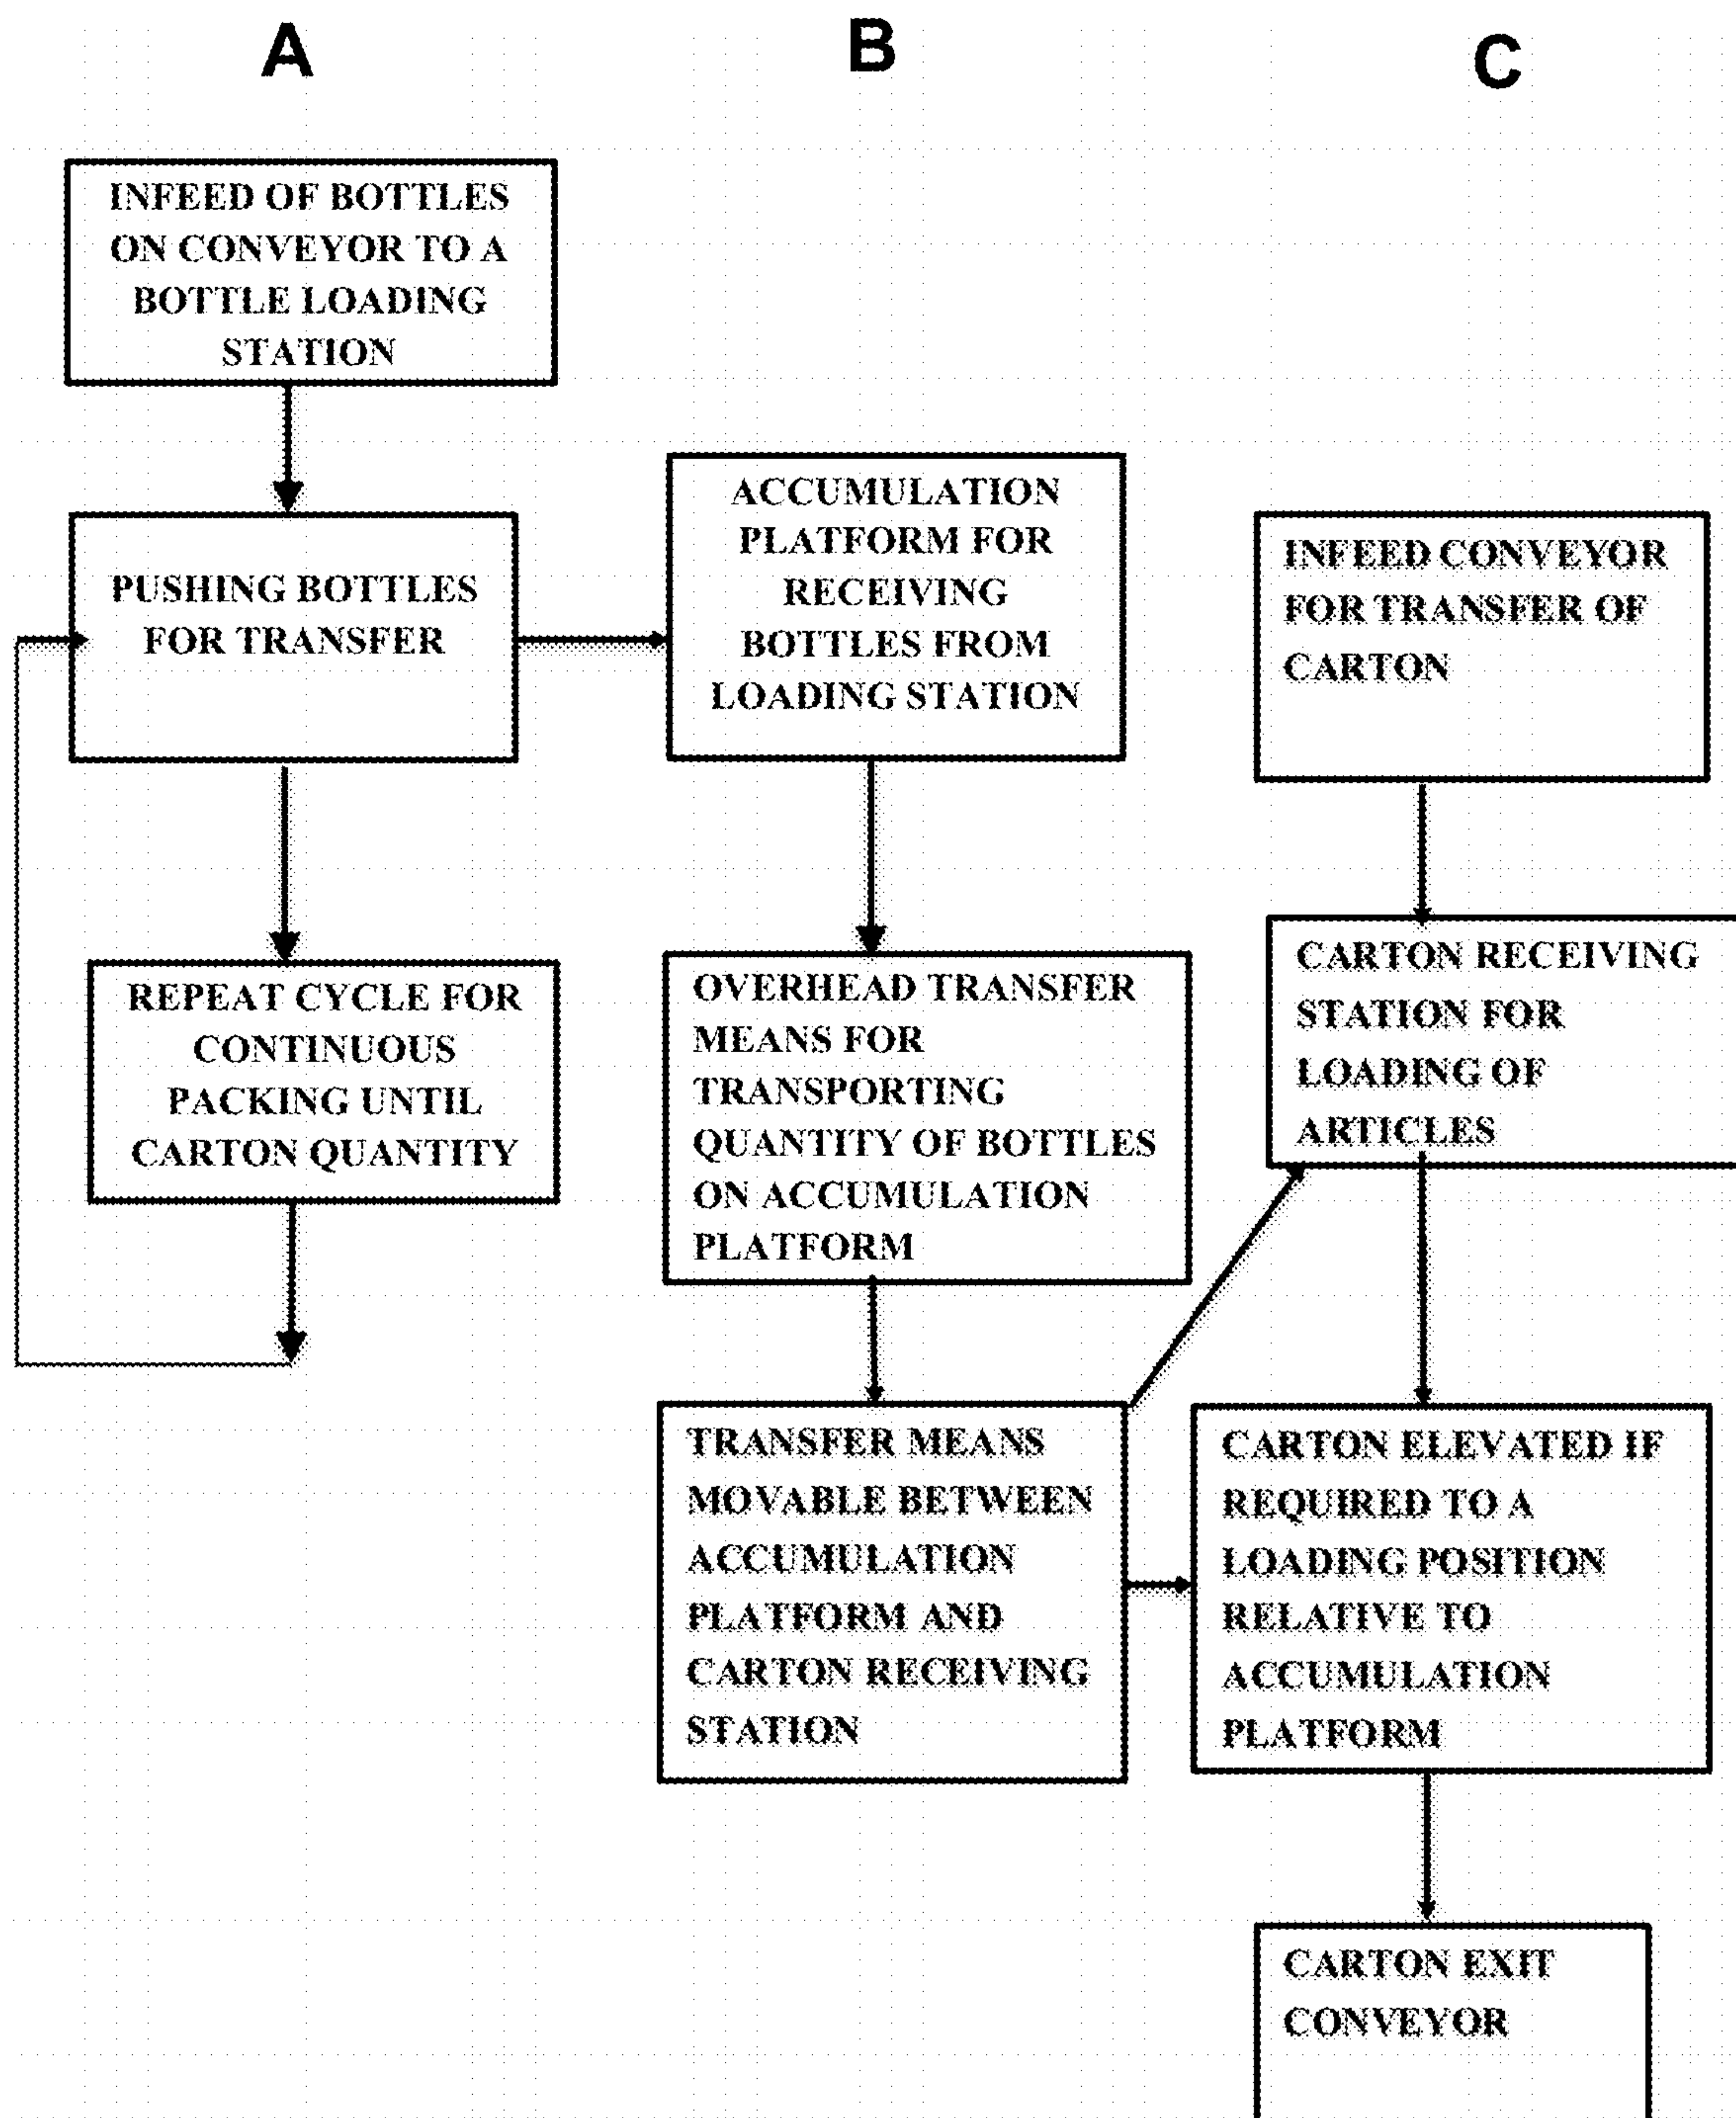 A
B
C
INFEED OF BOTTLES
ON CONVEYOR TO A
BOTTLE LOADING
STATION
PUSHING BOTTLES
FOR TRANSFER
REPEAT CYCLE FOR
CONTINUOUS
PACKING UNTIL
CARTON QUANTITY
ACCUMULATION
PLATFORM FOR
RECEIVING
BOTTLES FROM
LOADING STATION
OVERHEAD TRANSFER
MEANS FOR
TRANSPORTING
QUANTITY OF BOTTLES
ON ACCUMULATION
PLATFORM
TRANSFER MEANS
MOVABLE BETWEEN
ACCUMULATION
PLATFORM AND
CARTON RECEIVING
STATION
INFEED CONVEYOR
FOR TRANSFER OF
CARTON
CARTON RECEIVING
STATION FOR
LOADING OF
ARTICLES
CARTON ELEVATED IF
REQUIRED TO A
LOADING POSITION
RELATIVE TO
ACCUMULATION
PLATFORM
CARTON EXIT
CONVEYOR